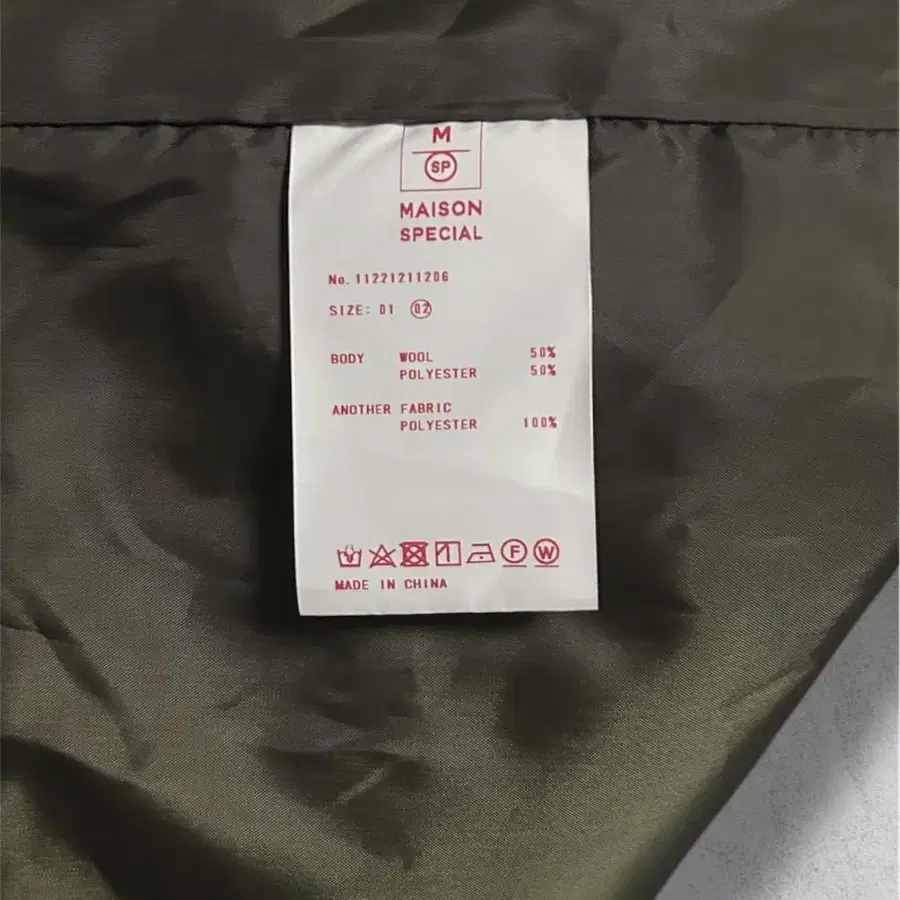 M
SP
MAISON
SPECIAL
No. 11221211206
SIZE: 01 02
BODY WOOL 50%
POLYESTER 50%
ANOTHER FABRIC
POLYESTER 100%
F W
MADE IN CHINA